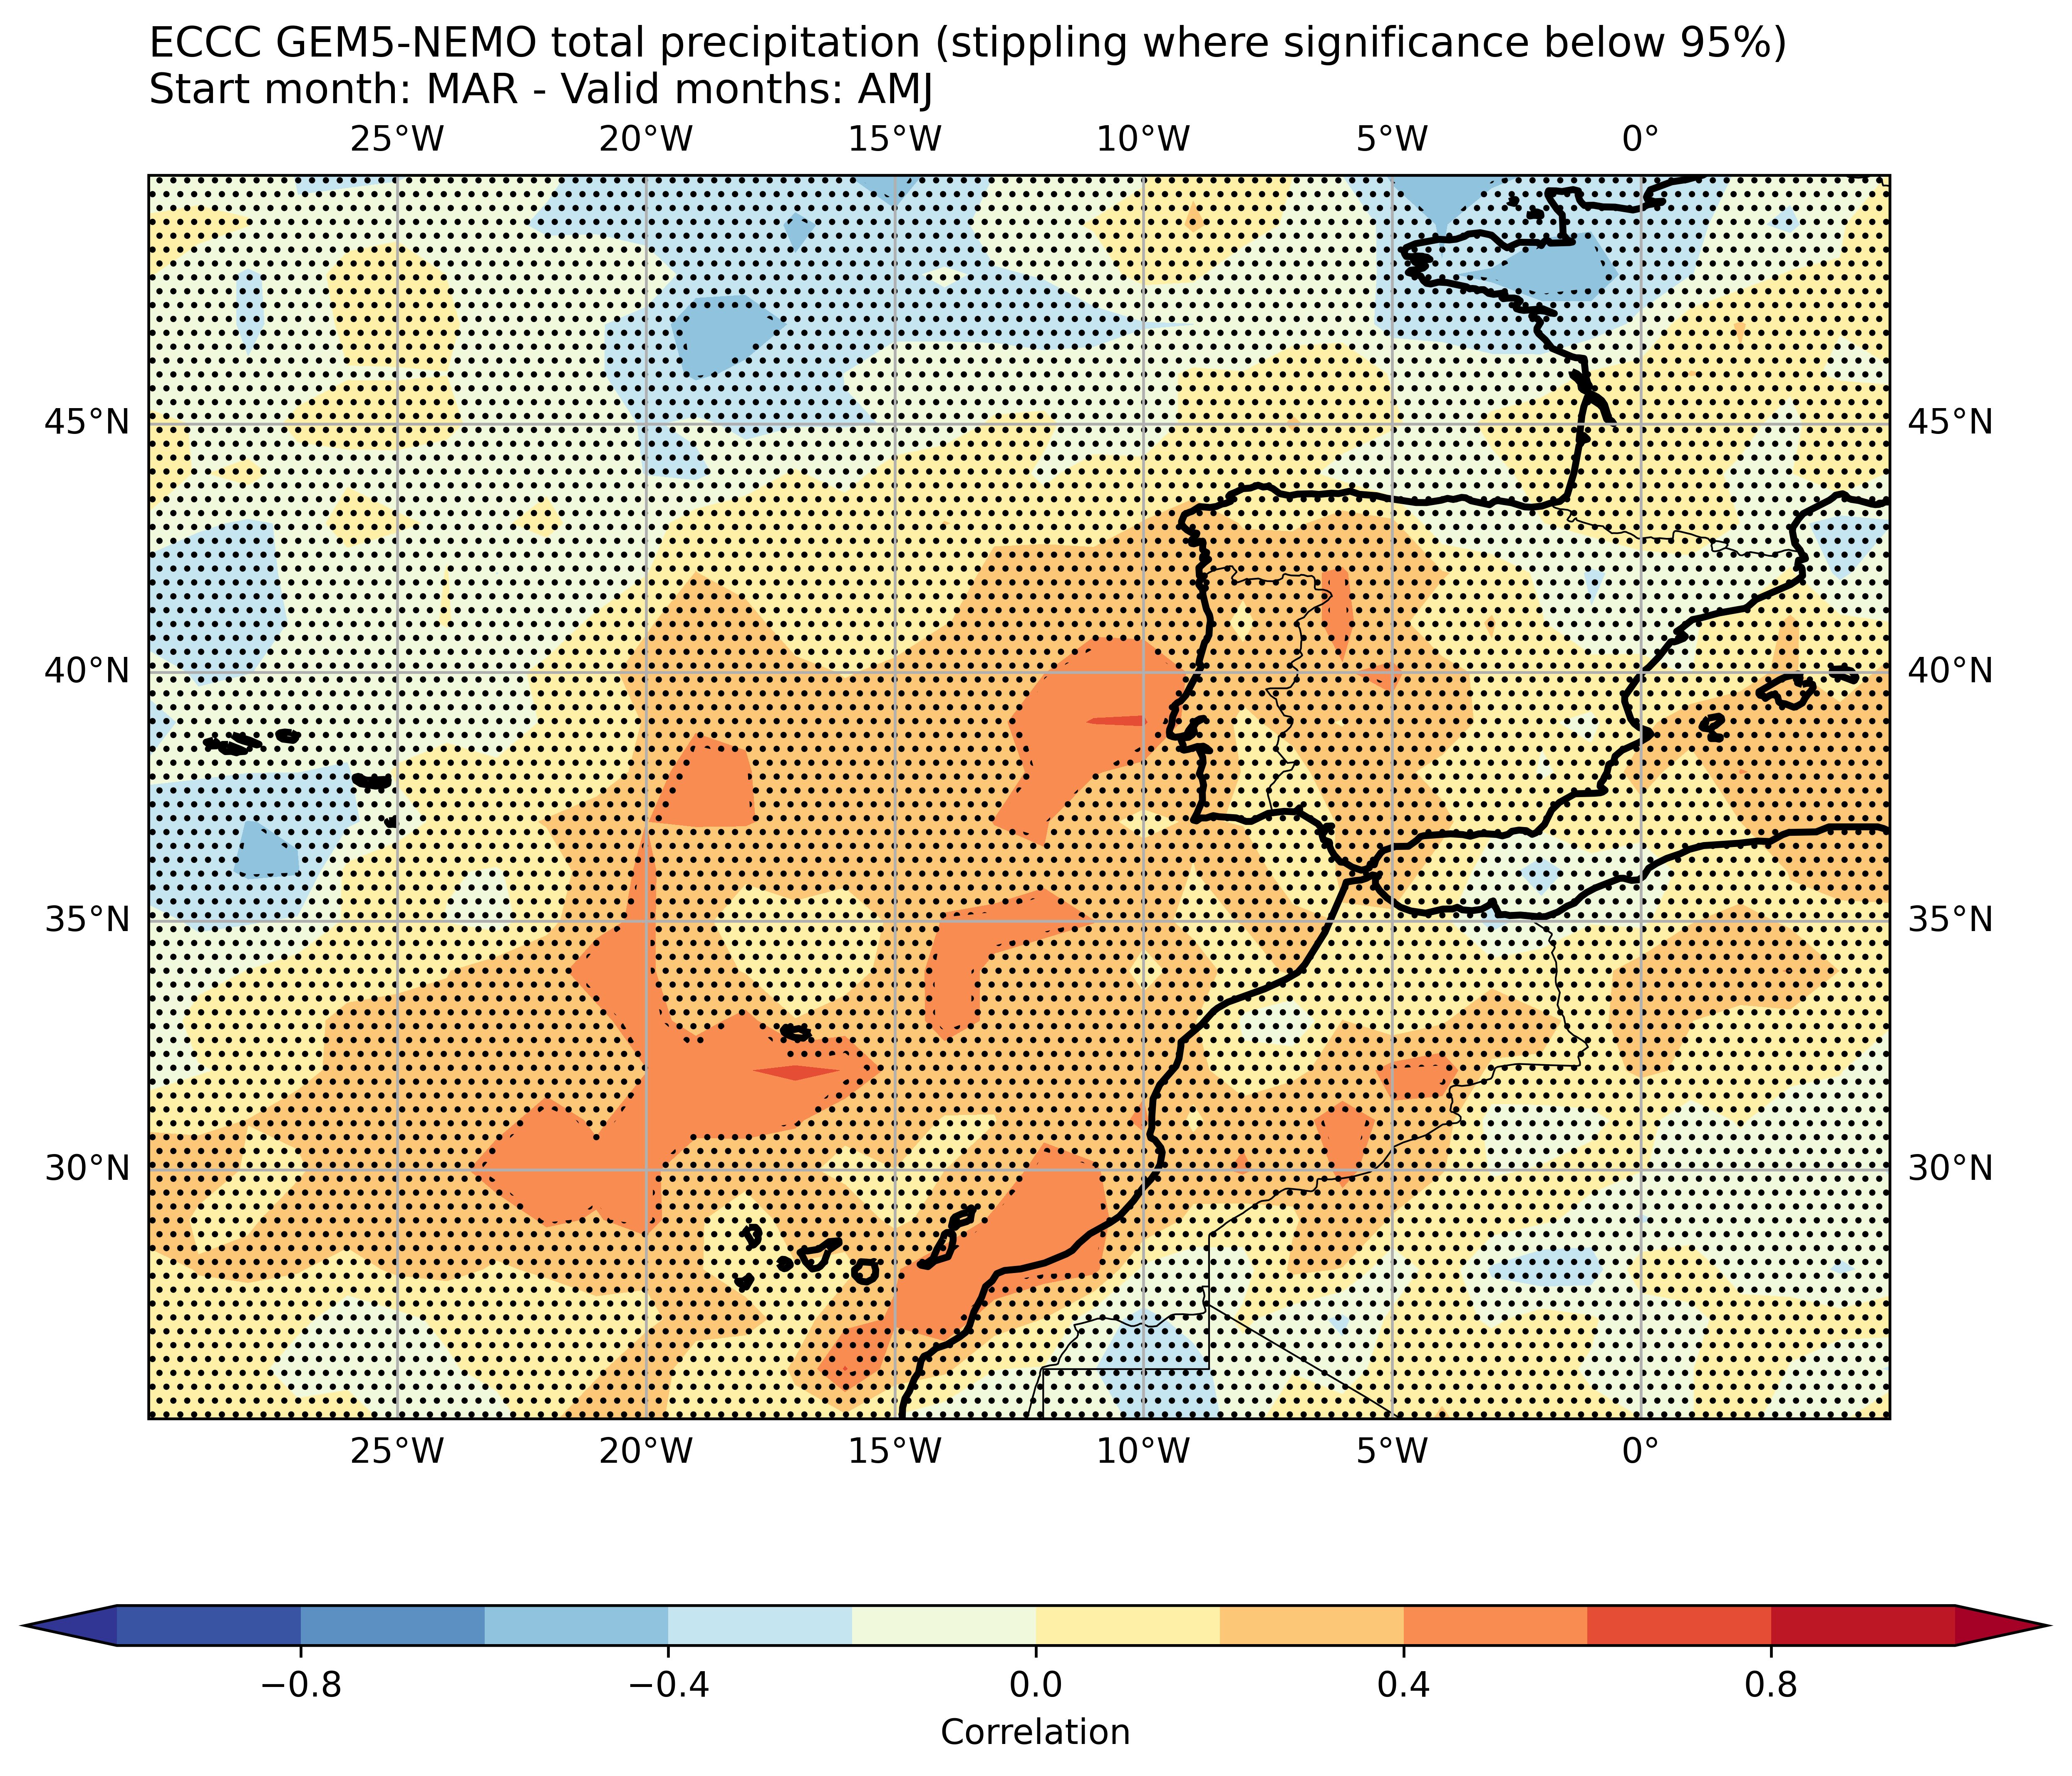 ECCC GEM5-NEMO total precipitation (stippling where significance below 95%)
Start month: MAR - Valid months: AMJ
25°W 20°W 15°W 10°W 5°W 0°
45°N 45°N
40°N 40°N
35°N 35°N
30°N 30°N
25°W 20°W 15°W 10°W 5°W 0°
−0.8 −0.4 0.0 0.4 0.8
Correlation